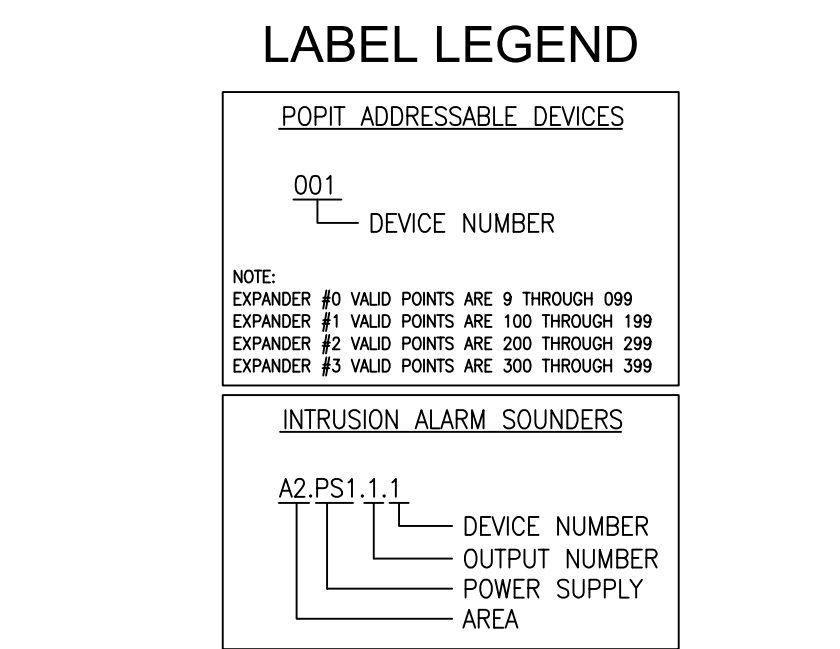 LABEL LEGEND
POPIT ADDRESSABLE DEVICES
001
DEVICE NUMBER
NOTE:
EXPANDER #0 VALID POINTS ARE 9 THROUGH 099
EXPANDER #1 VALID POINTS ARE 100 THROUGH 199
EXPANDER #2 VALID POINTS ARE 200 THROUGH 299
EXPANDER #3 VALID POINTS ARE 300 THROUGH 399
INTRUSION ALARM SOUNDERS
A2.PS1.1.1
DEVICE NUMBER
OUTPUT NUMBER
POWER SUPPLY
AREA